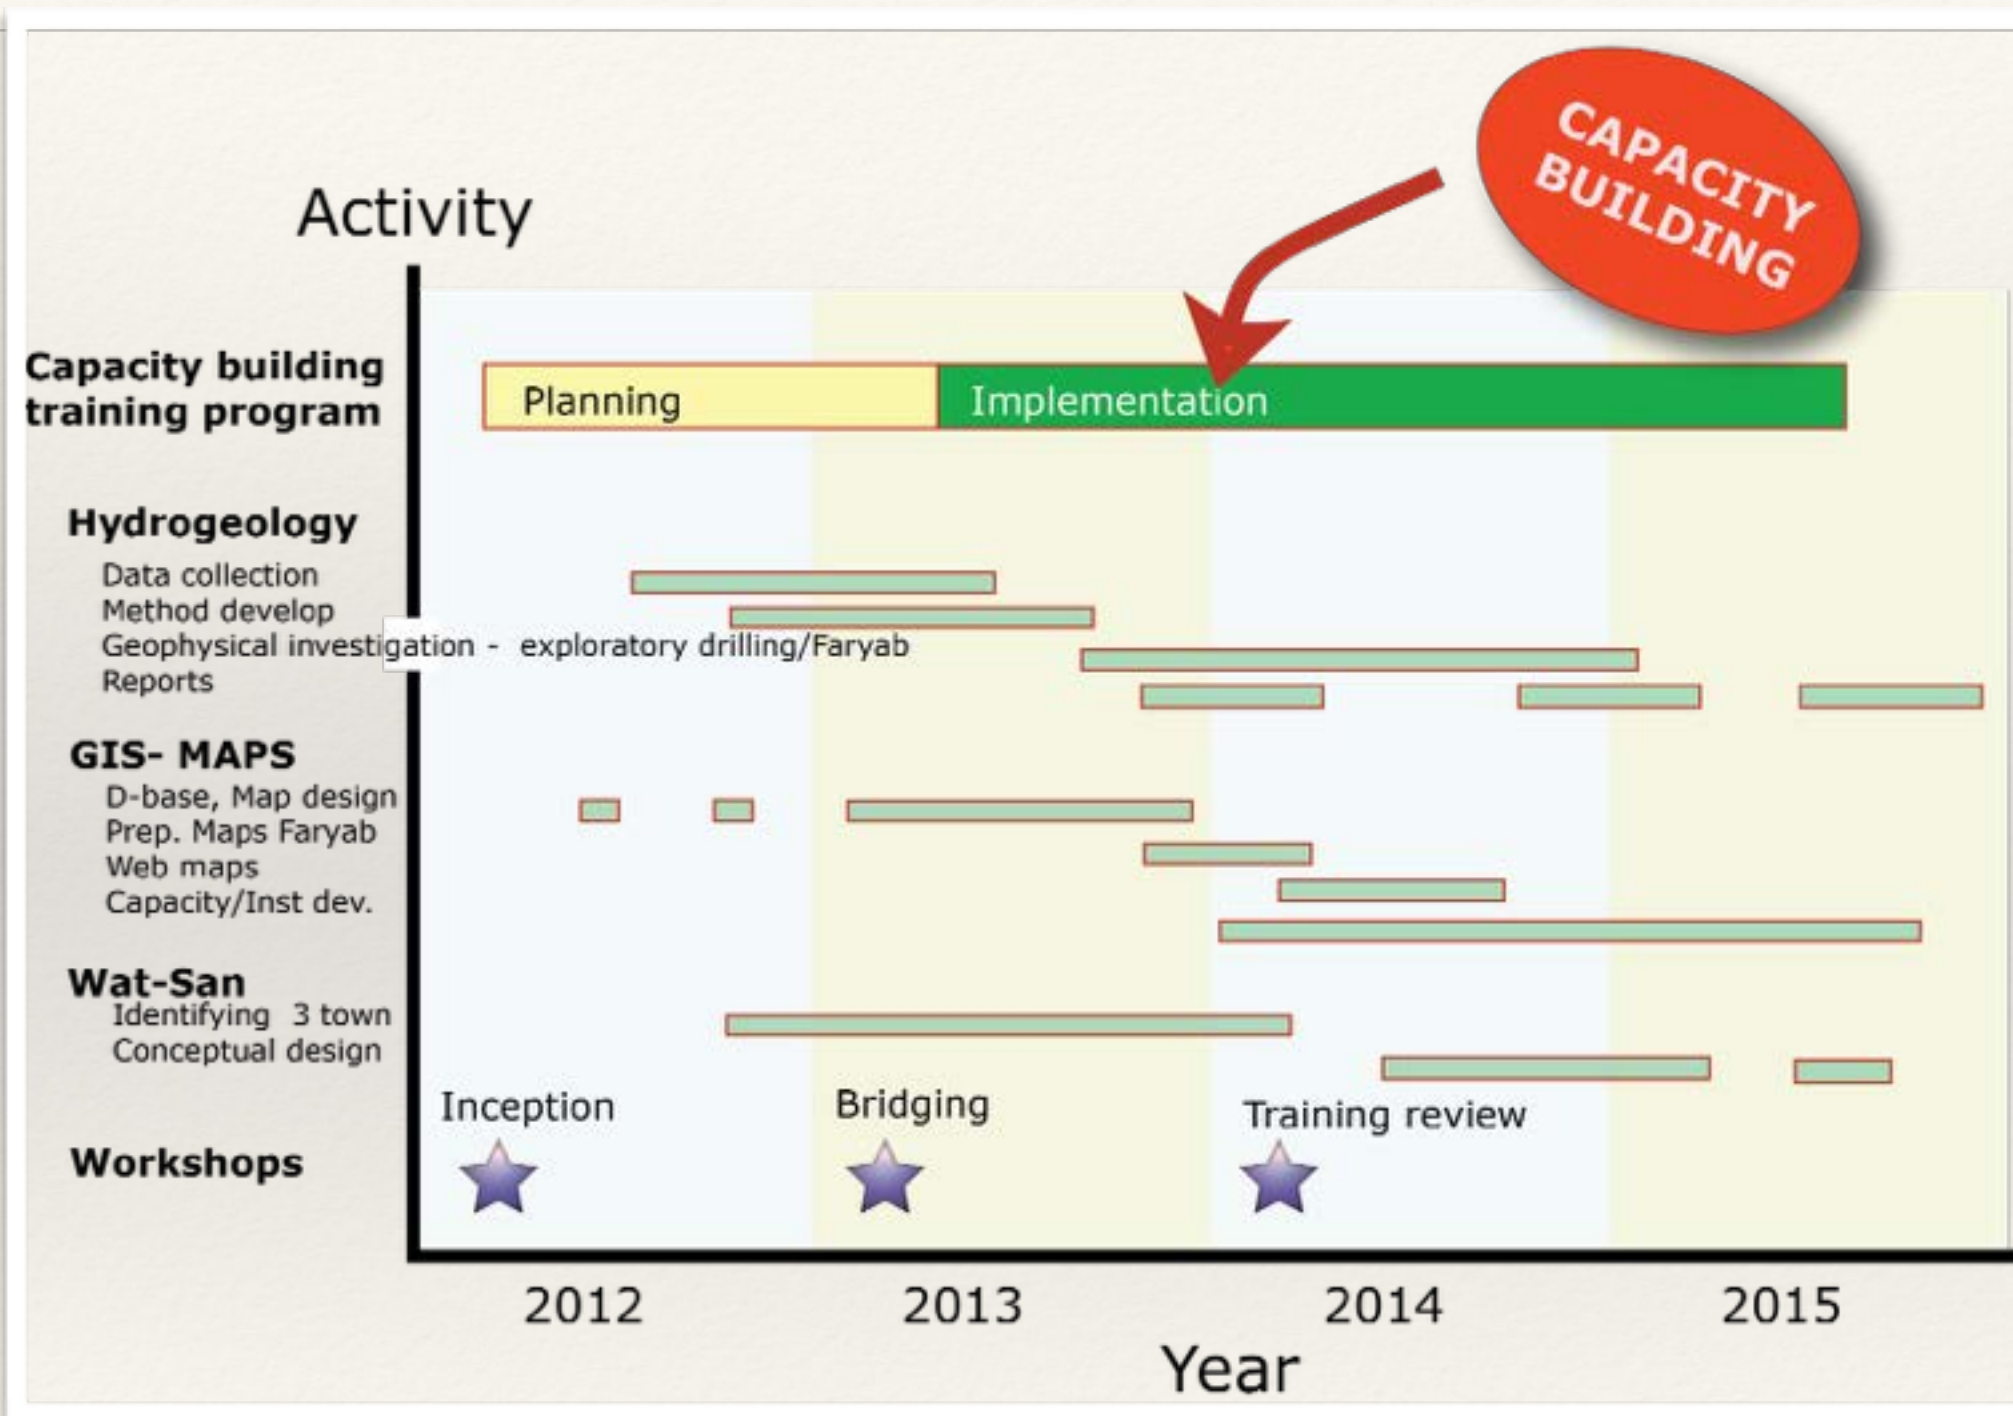 CAPACITY
BUILDING
Activity
Capacity building
training program
Planning
Implementation
Hydrogeology
Data collection
Method develop
Geophysical investigation -  exploratory drilling/Faryab
Reports
GIS- MAPS
D-base, Map design
Prep. Maps Faryab
Web maps
Capacity/Inst dev.
Wat-San
Identifying  3 town
Conceptual design
Inception
Bridging
Training review
Workshops
2012
2013
2014
2015
Year